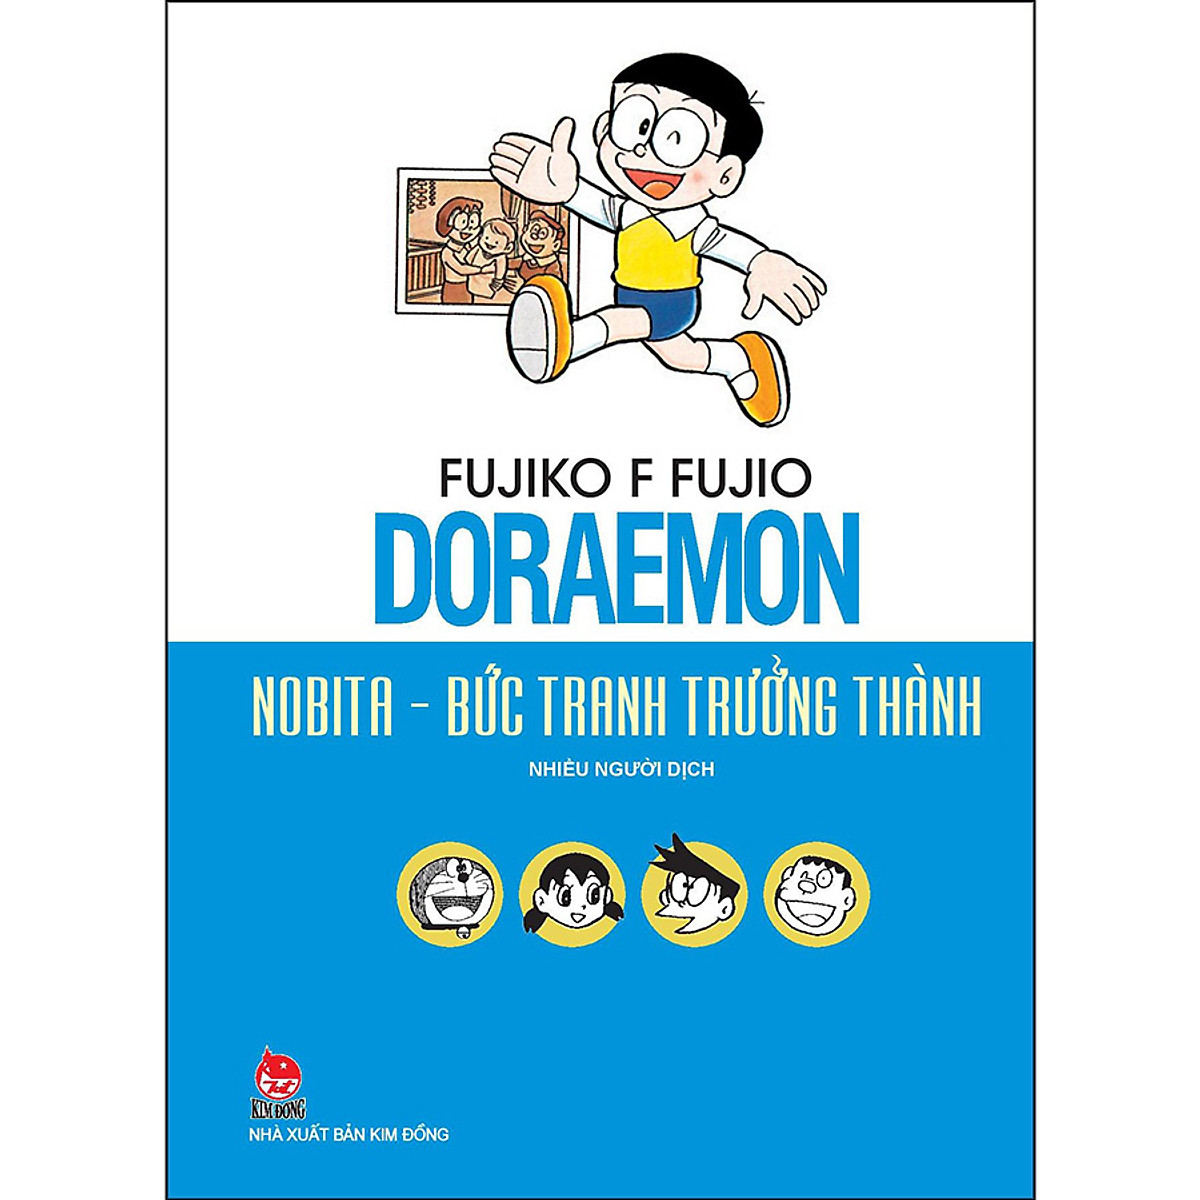 FUJIKO F FUJIO
DORAEMON
NOBITA - BỨC TRANH TRƯỞNG THÀNH
NHIỀU NGƯỜI DỊCH
KIM ĐỒNG
NHÀ XUẤT BẢN KIM ĐỒNG